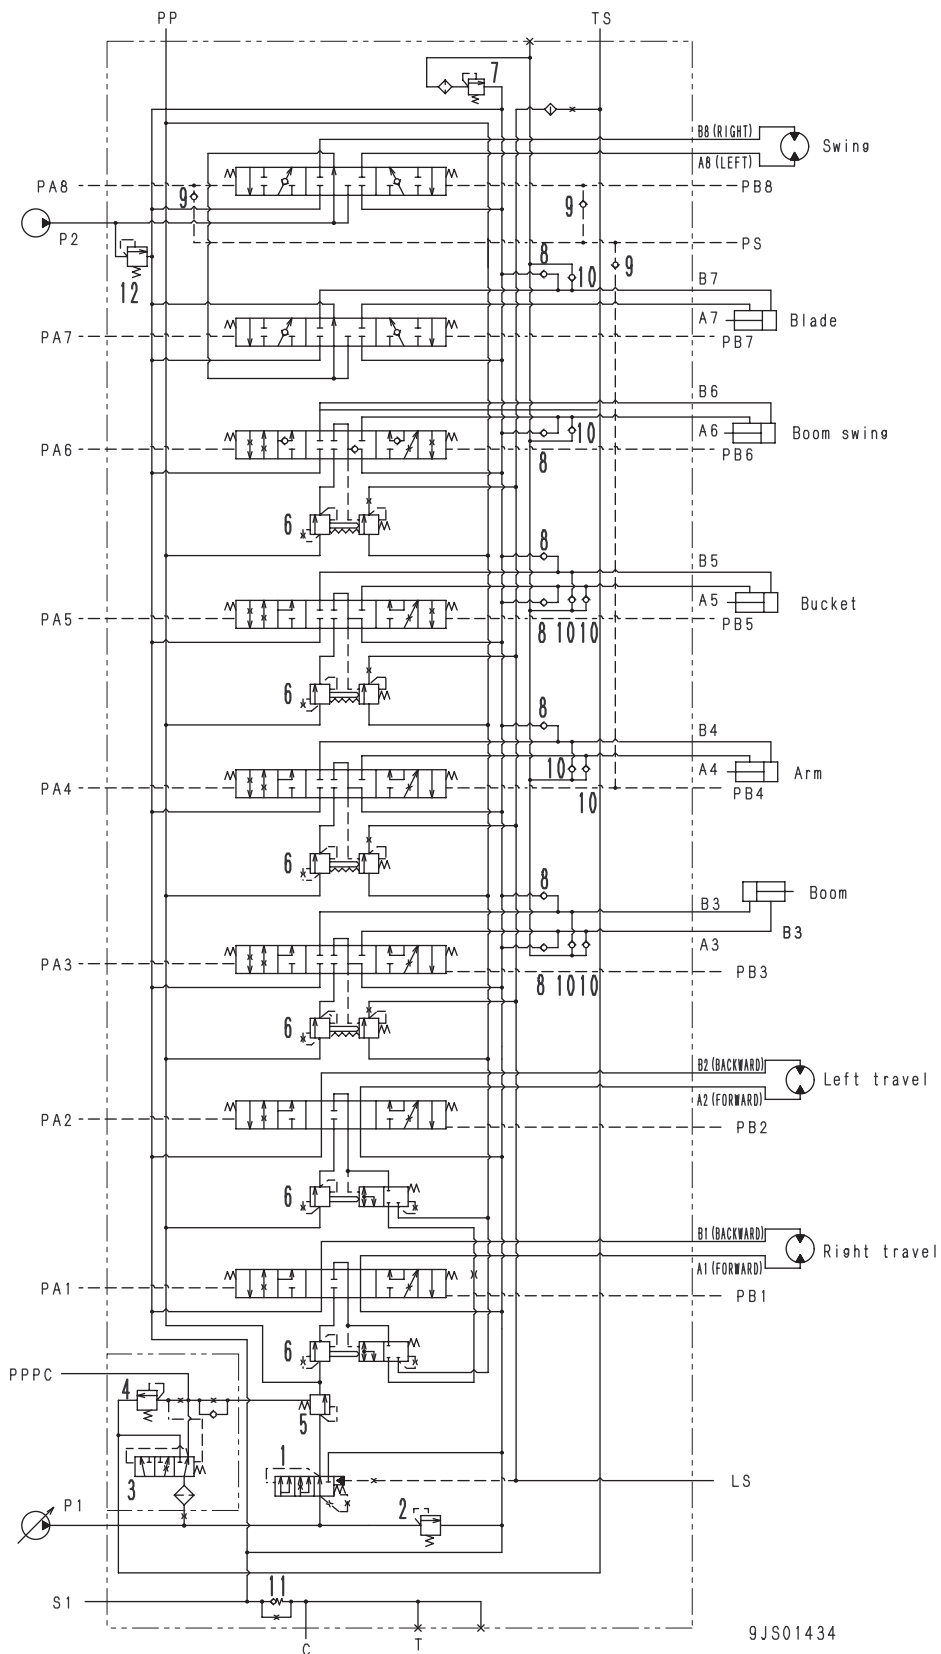 PP
TS
7
B8(RIGHT)
Swing
A8(LEFT)
PA8
9
PB8
9
P2
PS
8
10
9
12
B7
A7
Blade
PA7
PB7
B6
10
A6
Boom swing
PA6
8
PB6
6
8
B5
A5
Bucket
PA5
8 10 10
PB5
6
8
B4
10
A4
Arm
PA4
10
PB4
6
8
Boom
B3
B3
A3
PA3
PB3
8 10 10
6
B2(BACKWARD)
Left travel
A2(FORWARD)
PA2
PB2
6
B1(BACKWARD)
Right travel
A1(FORWARD)
PA1
PB1
6
PPPC
4
5
1
3
LS
P1
2
11
S1
C
T
9JS01434